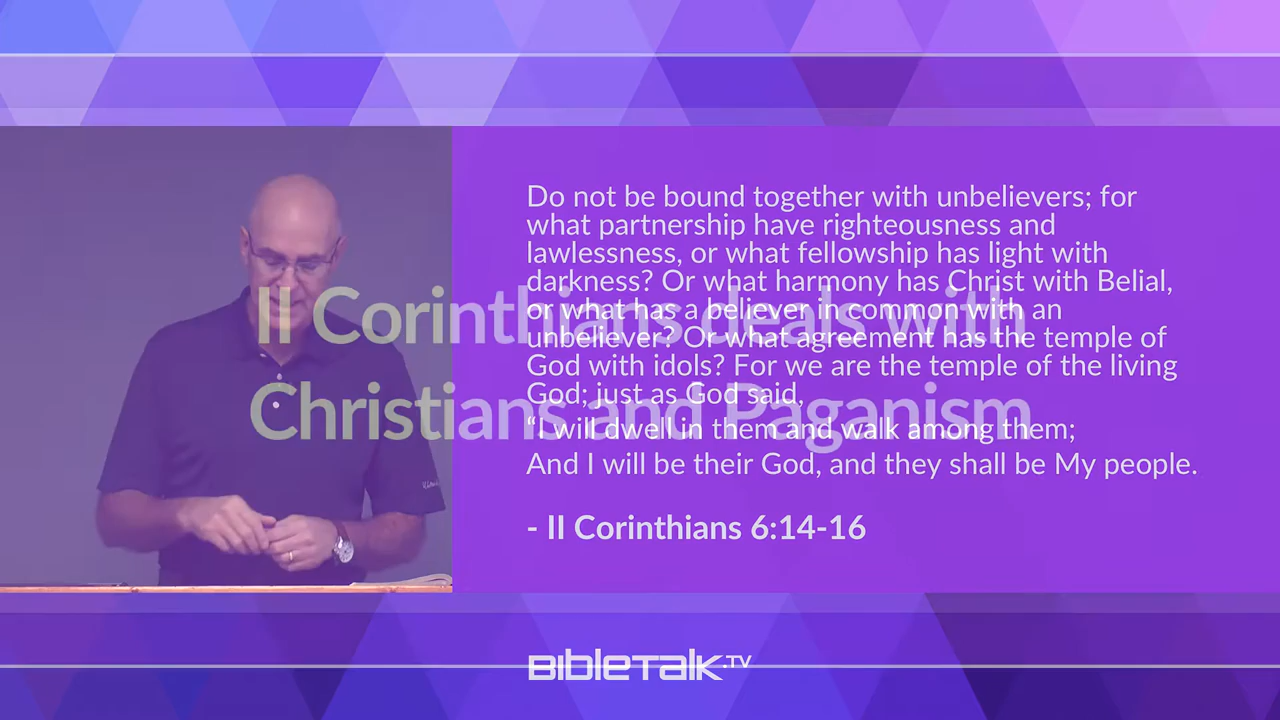 Do not be bound together with unbelievers; for
what partnership have righteousness and
lawlessness, or what fellowship has light with
darkness? Or what harmony has Christ with Belial,
or what has a believer in common with an
unbeliever? Or what agreement has the temple of
God with idols? For we are the temple of the living
God; just as God said,
“I will dwell in them and walk among them;
And I will be their God, and they shall be My people.
- II Corinthians 6:14-16
II Corinthians deals with
Christians and Paganism
BibleTalk.TV